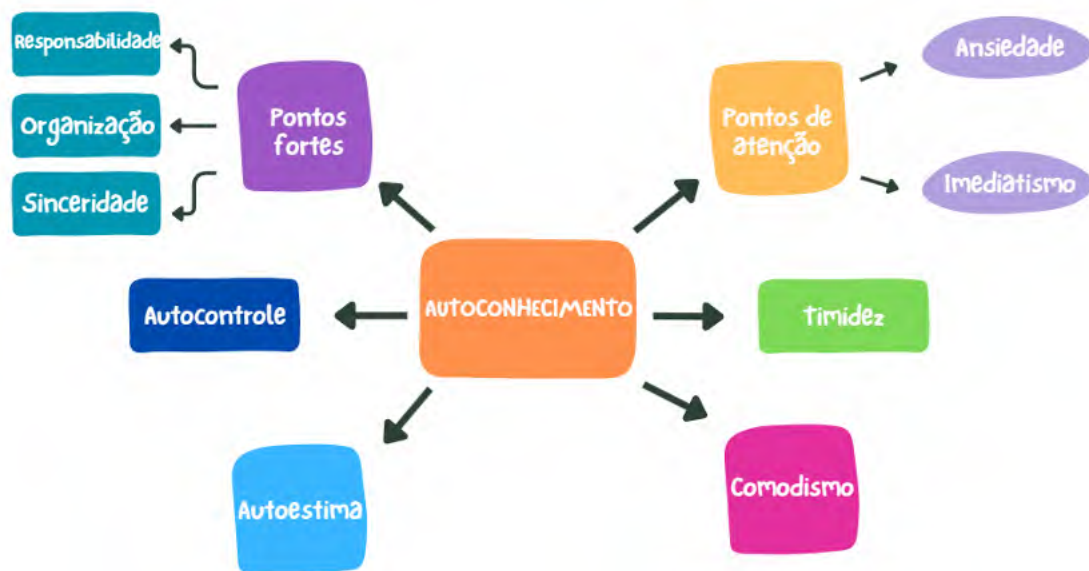 Responsabilidade
Organização
Sinceridade
Pontos
fortes
Pontos de
atenção
Ansiedade
Imediatismo
Autocontrole
AUTOCONHECIMENTO
Timidez
Autoestima
Comodismo